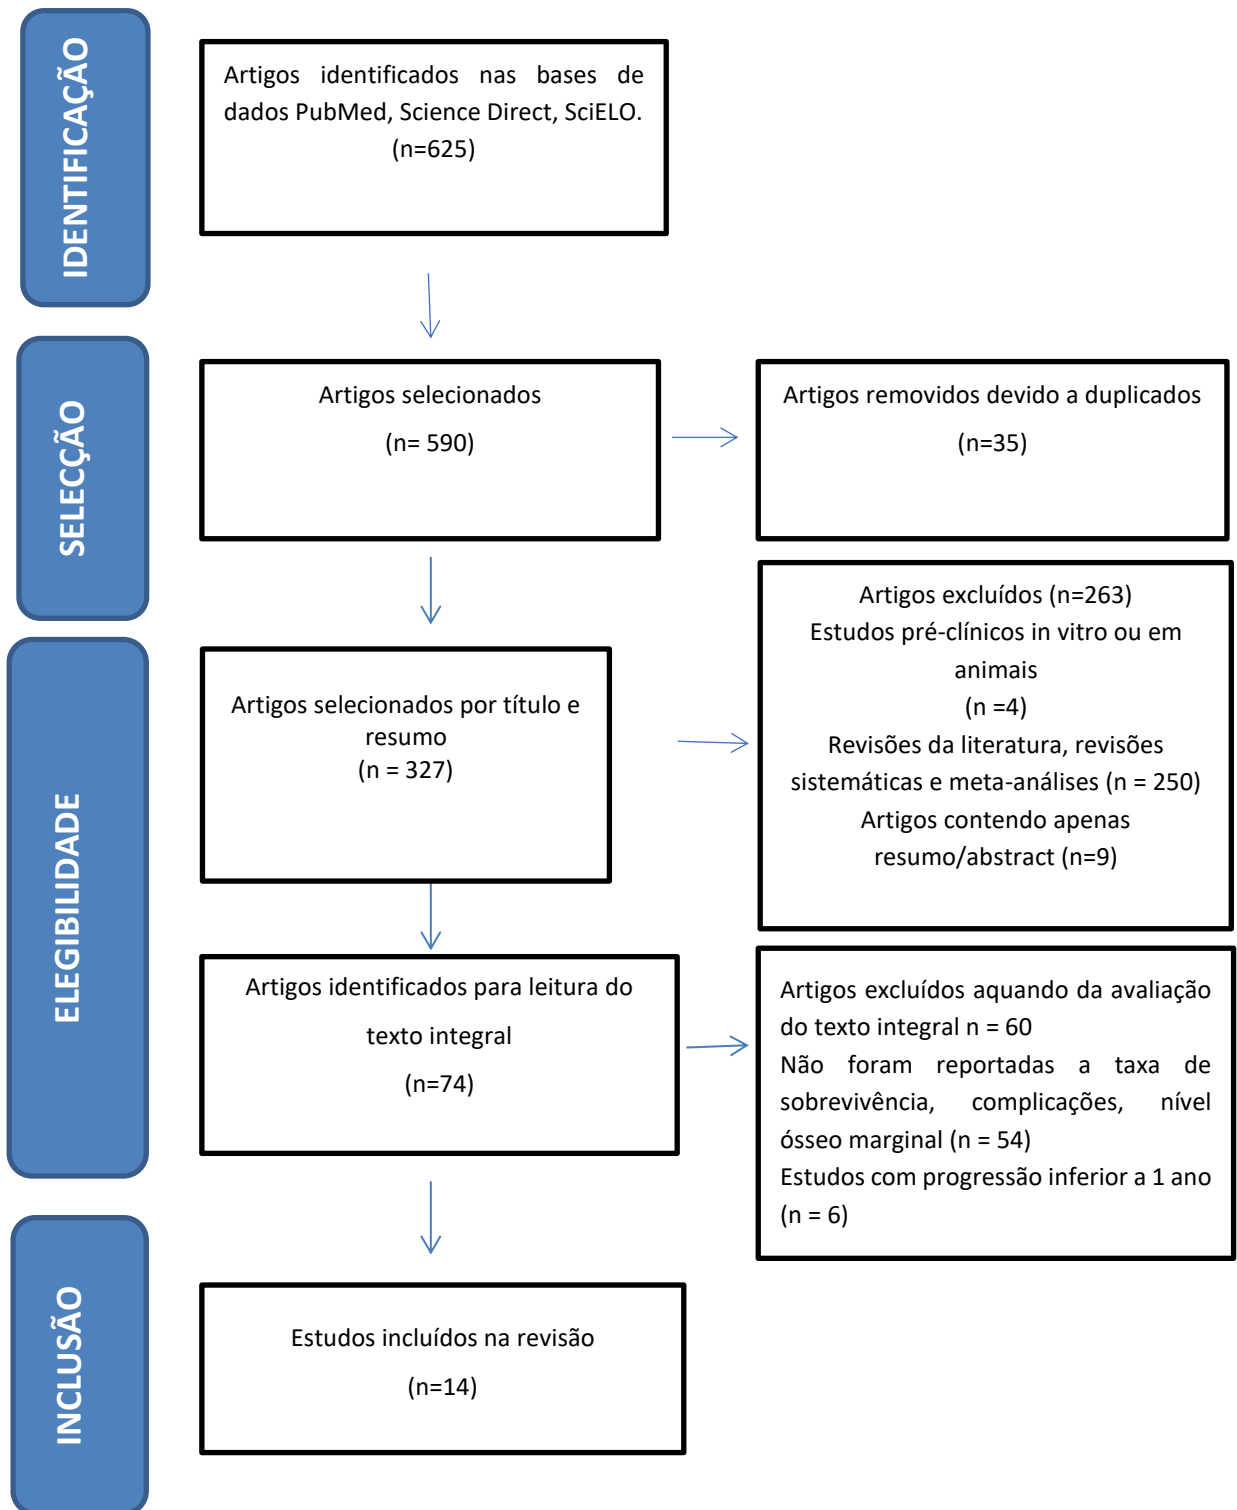 IDENTIFICAÇÃO
Artigos identificados nas bases de
dados PubMed, Science Direct, SciELO.
(n=625)
SELECÇÃO
Artigos selecionados
(n= 590)
Artigos removidos devido a duplicados
(n=35)
ELEGIBILIDADE
Artigos selecionados por título e
resumo
(n = 327)
Artigos excluídos (n=263)
Estudos pré-clínicos in vitro ou em
animais
(n =4)
Revisões da literatura, revisões
sistemáticas e meta-análises (n = 250)
Artigos contendo apenas
resumo/abstract (n=9)
Artigos identificados para leitura do
texto integral
(n=74)
Artigos excluídos aquando da avaliação
do texto integral n = 60
Não foram reportadas a taxa de
sobrevivência, complicações, nível
ósseo marginal (n = 54)
Estudos com progressão inferior a 1 ano
(n = 6)
INCLUSÃO
Estudos incluídos na revisão
(n=14)